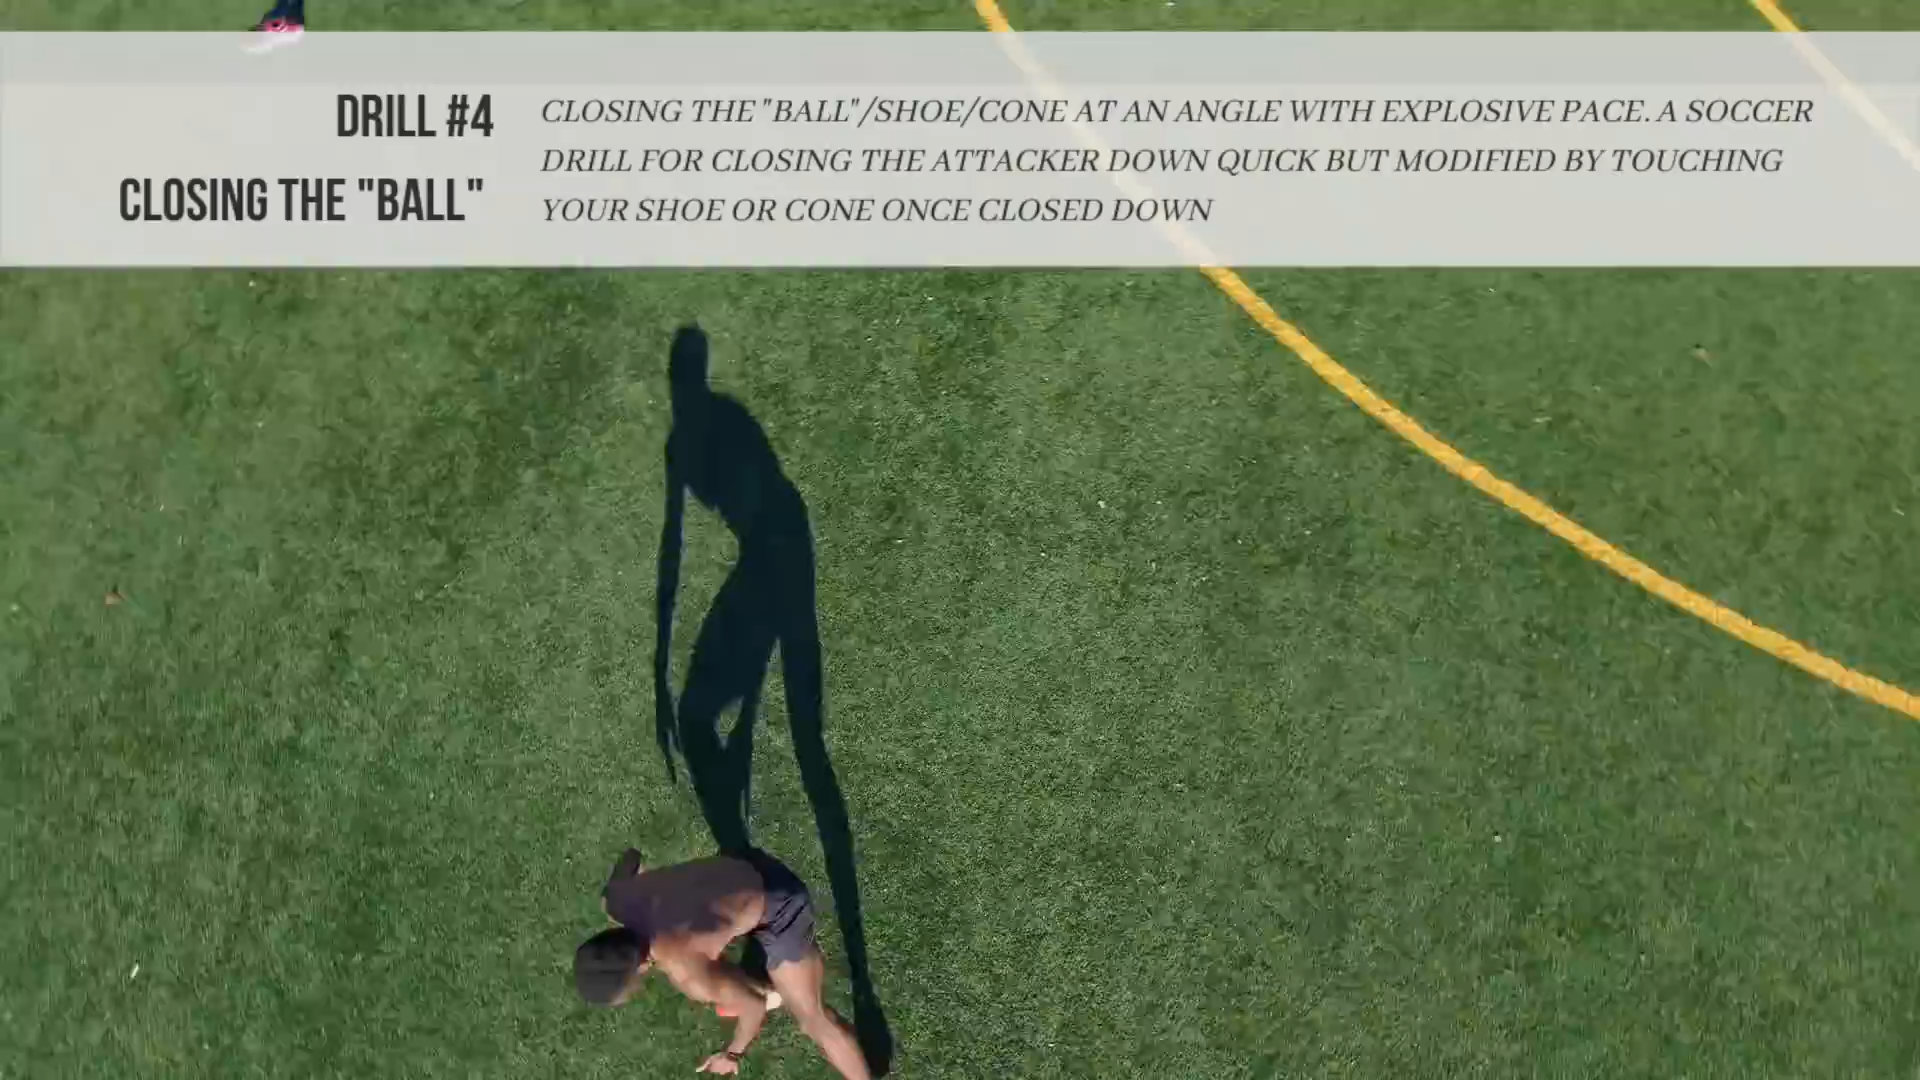 DRILL #4
CLOSING THE "BALL"
CLOSING THE "BALL"/SHOE/CONE AT AN ANGLE WITH EXPLOSIVE PACE. A SOCCER
DRILL FOR CLOSING THE ATTACKER DOWN QUICK BUT MODIFIED BY TOUCHING
YOUR SHOE OR CONE ONCE CLOSED DOWN